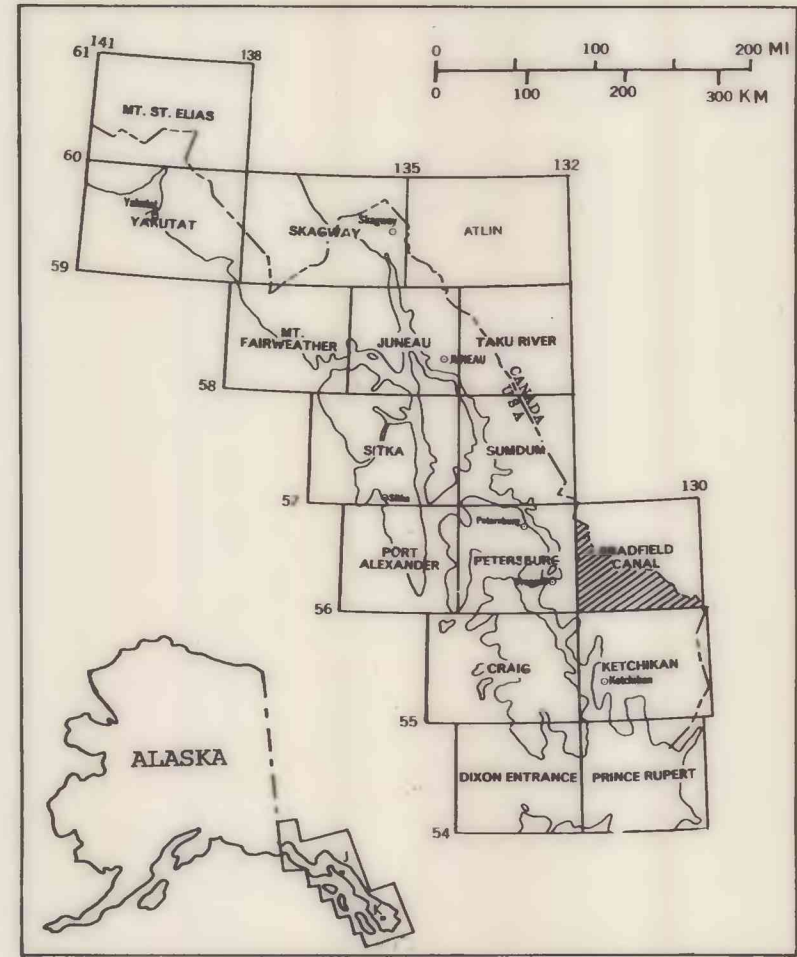 141
61
138
0 100 200 MI
0 100 200 300 KM
MT. ST. ELIAS
60
135
132
Yakutat
YAKUTAT
SKAGWAY
Skagway
ATLIN
59
MT.
FAIRWEATHER
JUNEAU
JUNEAU
TAKU RIVER
58
CANADA
USA
SITKA
SUMDUM
Sitka
57
130
Petersburg
PORT
ALEXANDER
PETERSBURG
CANAL
56
CRAIG
KETCHIKAN
Ketchikan
55
ALASKA
DIXON ENTRANCE
PRINCE RUPERT
54
J
K